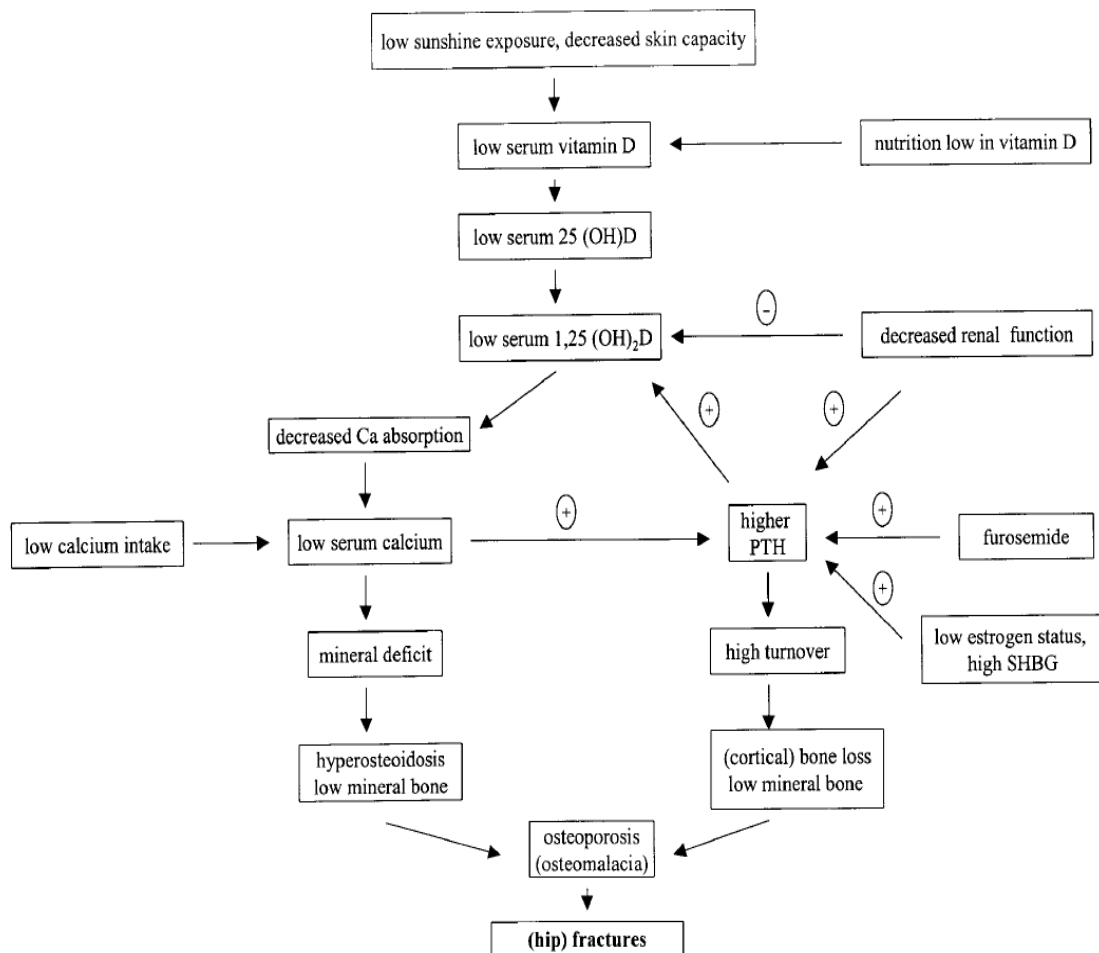 low sunshine exposure, decreased skin capacity
low serum vitamin D
nutrition low in vitamin D
low serum 25 (OH)D
−
low serum 1,25 (OH)₂D
decreased renal function
+
+
decreased Ca absorption
+
+
low calcium intake
low serum calcium
higher
PTH
furosemide
+
mineral deficit
high turnover
low estrogen status,
high SHBG
hyperosteoidosis
low mineral bone
(cortical) bone loss
low mineral bone
osteoporosis
(osteomalacia)
(hip) fractures